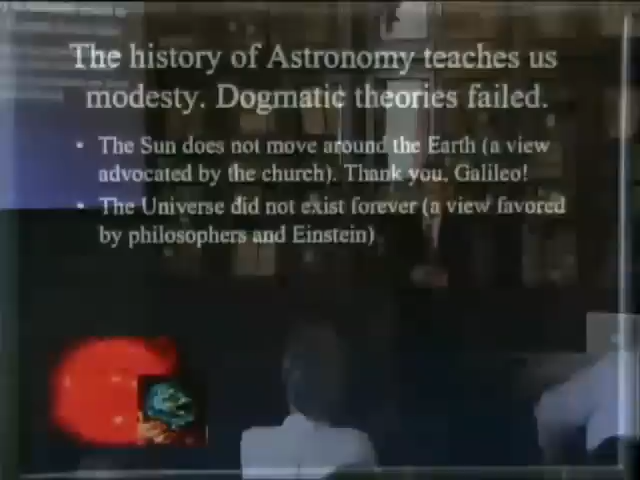 The history of Astronomy teaches us
modesty. Dogmatic theories failed.
• The Sun does not move around the Earth (a view
advocated by the church). Thank you, Galileo!
• The Universe did not exist forever (a view favored
by philosophers and Einstein)